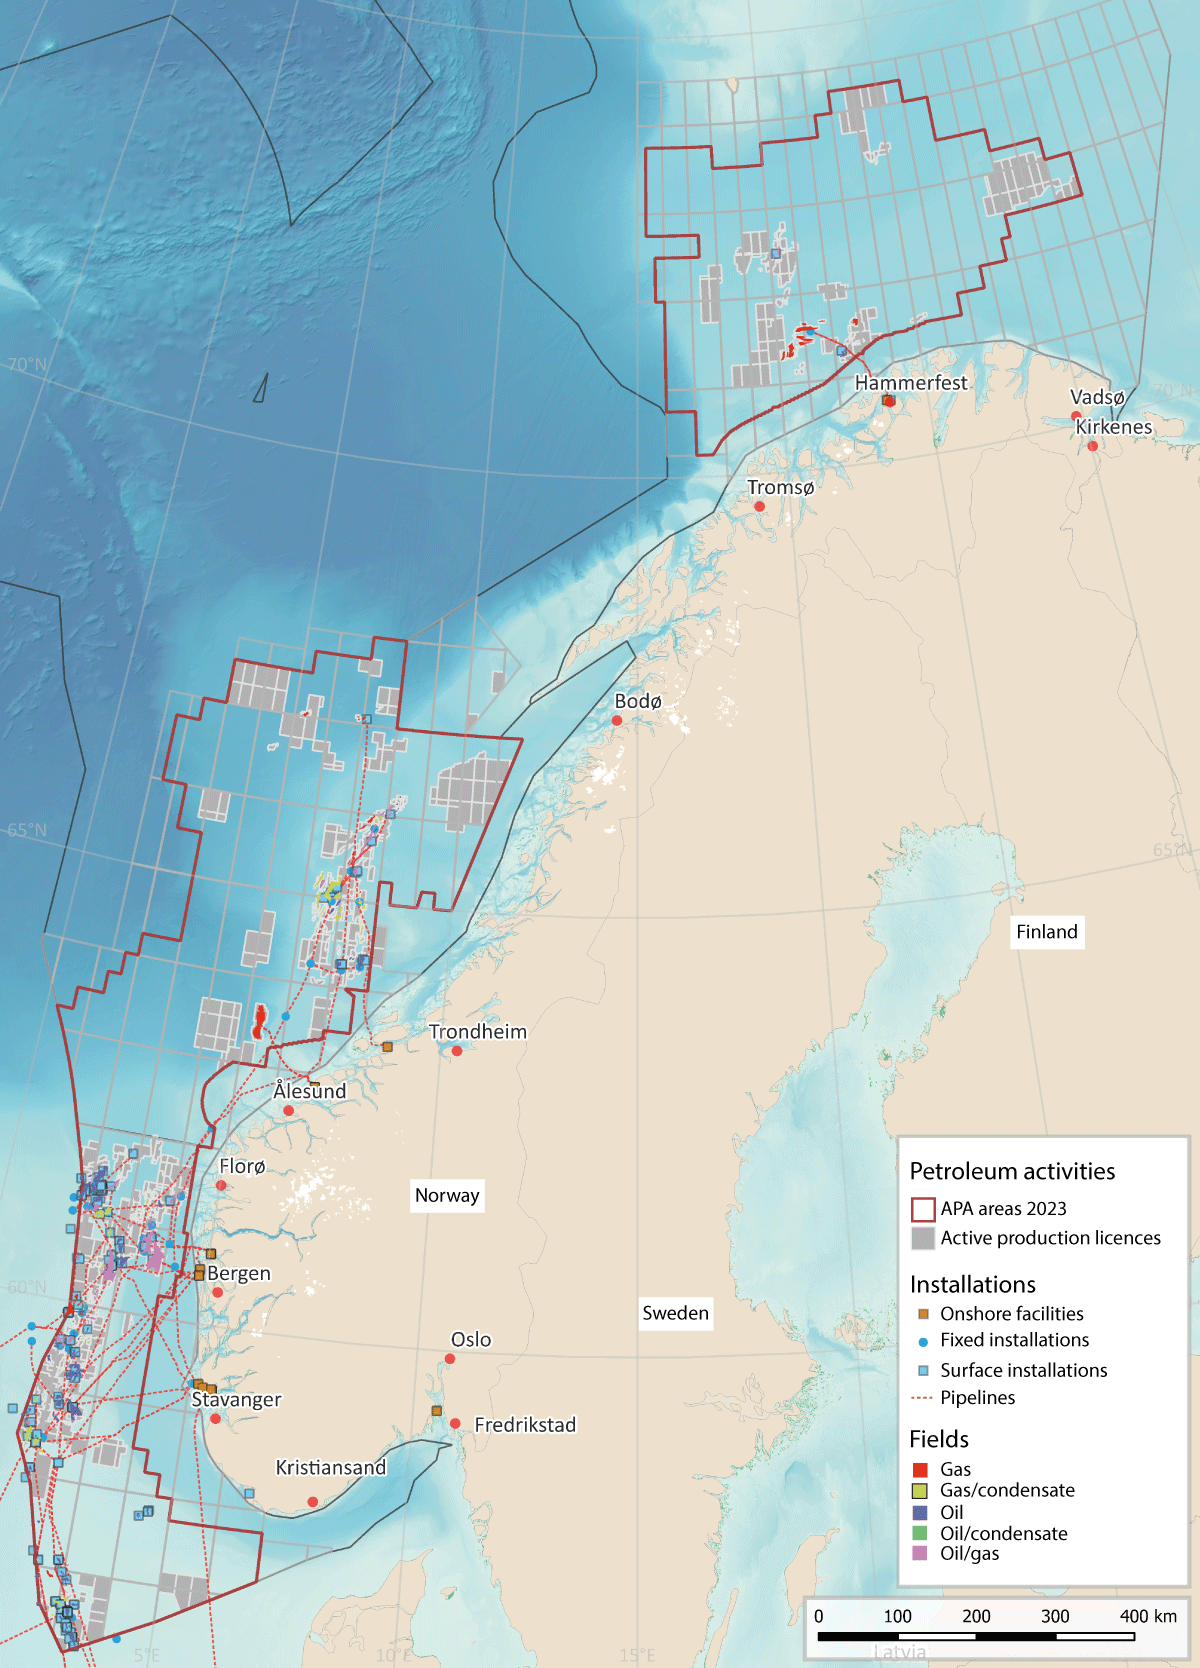 70°N
Hammerfest
70°N
Vadsø
Kirkenes
Tromsø
Bodø
65°N
65°N
Finland
Trondheim
Ålesund
Florø
Norway
Bergen
60°N
Sweden
Oslo
Stavanger
Fredrikstad
Kristiansand
Petroleum activities
APA areas 2023
Active production licences
Installations
Onshore facilities
Fixed installations
Surface installations
Pipelines
Fields
Gas
Gas/condensate
Oil
Oil/condensate
Oil/gas
0 100 200 300 400 km
5°E
10°E
15°E
Latvia